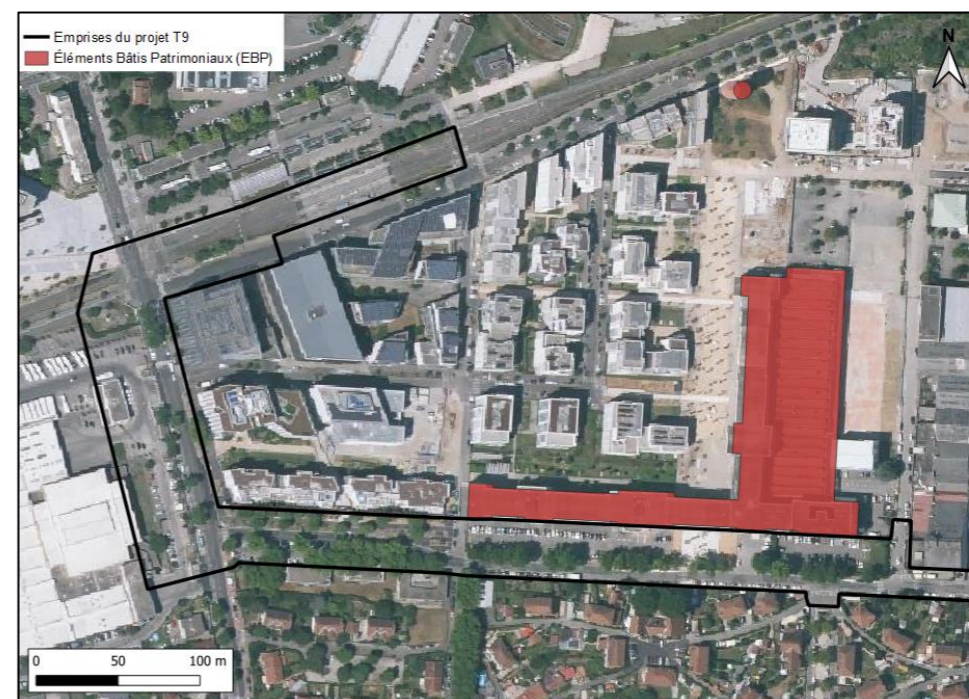 Emprises du projet T9
Éléments Bâtis Patrimoniaux (EBP)
N
0 50 100 m